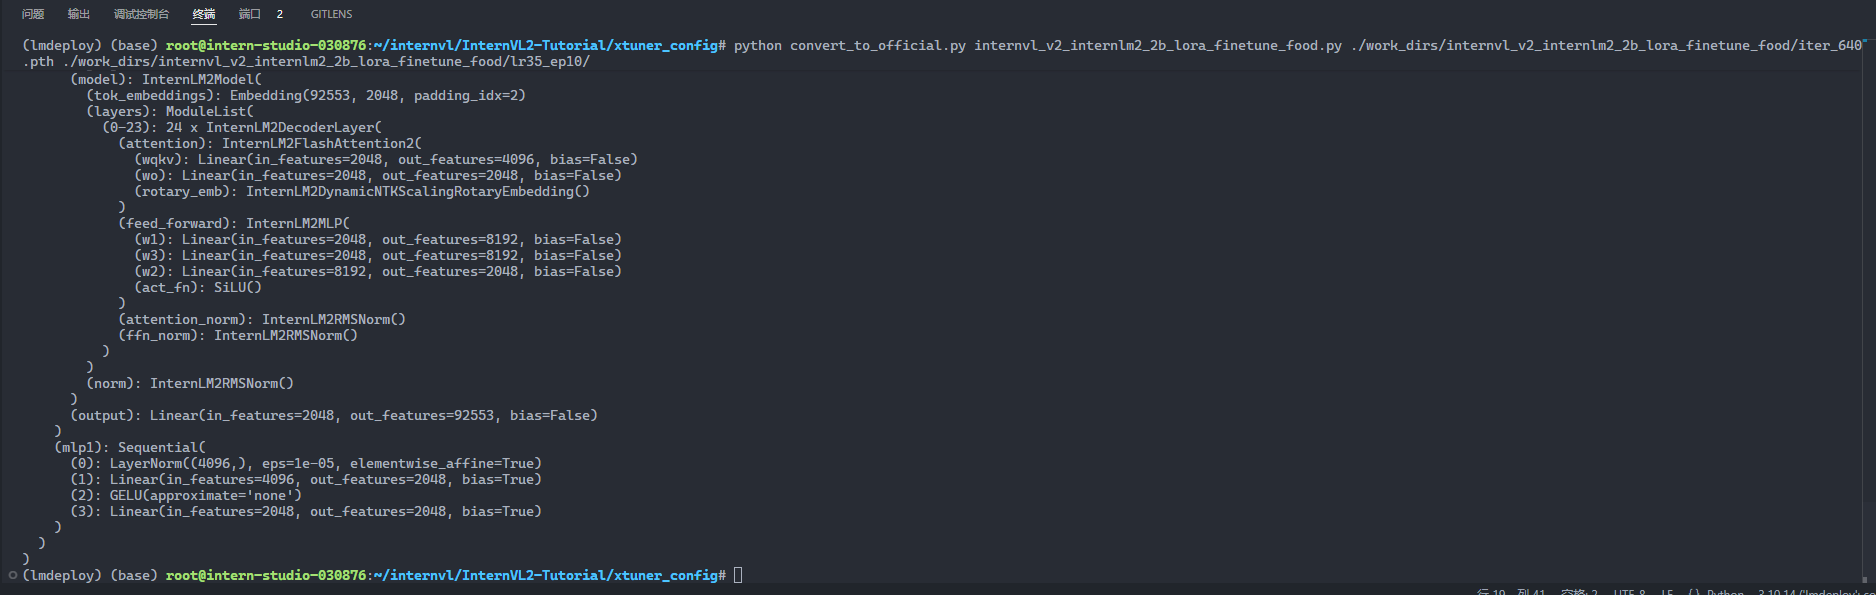 问题 输出 调试控制台 终端 端口 2 GITLENS
(lmdeploy) (base) root@intern-studio-030876:~/internvl/InternVL2-Tutorial/xtuner_config# python convert_to_official.py internvl_v2_internlm2_2b_lora_finetune_food.py ./work_dirs/internvl_v2_internlm2_2b_lora_finetune_food/iter_640
.pth ./work_dirs/internvl_v2_internlm2_2b_lora_finetune_food/lr35_ep10/
(model): InternLM2Model(
(tok_embeddings): Embedding(92553, 2048, padding_idx=2)
(layers): ModuleList(
(0-23): 24 x InternLM2DecoderLayer(
(attention): InternLM2FlashAttention2(
(wqkv): Linear(in_features=2048, out_features=4096, bias=False)
(wo): Linear(in_features=2048, out_features=2048, bias=False)
(rotary_emb): InternLM2DynamicNTKScalingRotaryEmbedding()
)
(feed_forward): InternLM2MLP(
(w1): Linear(in_features=2048, out_features=8192, bias=False)
(w3): Linear(in_features=2048, out_features=8192, bias=False)
(w2): Linear(in_features=8192, out_features=2048, bias=False)
(act_fn): SiLU()
)
(attention_norm): InternLM2RMSNorm()
(ffn_norm): InternLM2RMSNorm()
)
)
(norm): InternLM2RMSNorm()
)
(output): Linear(in_features=2048, out_features=92553, bias=False)
)
(mlp1): Sequential(
(0): LayerNorm((4096,), eps=1e-05, elementwise_affine=True)
(1): Linear(in_features=4096, out_features=2048, bias=True)
(2): GELU(approximate='none')
(3): Linear(in_features=2048, out_features=2048, bias=True)
)
)
)
(lmdeploy) (base) root@intern-studio-030876:~/internvl/InternVL2-Tutorial/xtuner_config#
行 19, 列 41 空格: 2 UTF-8 LF {} Python 3.10.14 ('lmdeploy': co